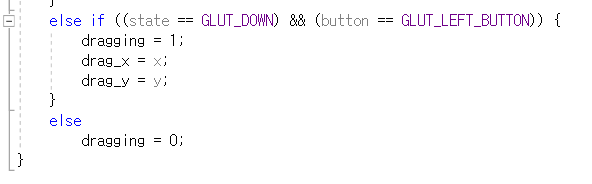 }
else if ((state == GLUT_DOWN) && (button == GLUT_LEFT_BUTTON)) {
dragging = 1;
drag_x = x;
drag_y = y;
}
else
dragging = 0;
}